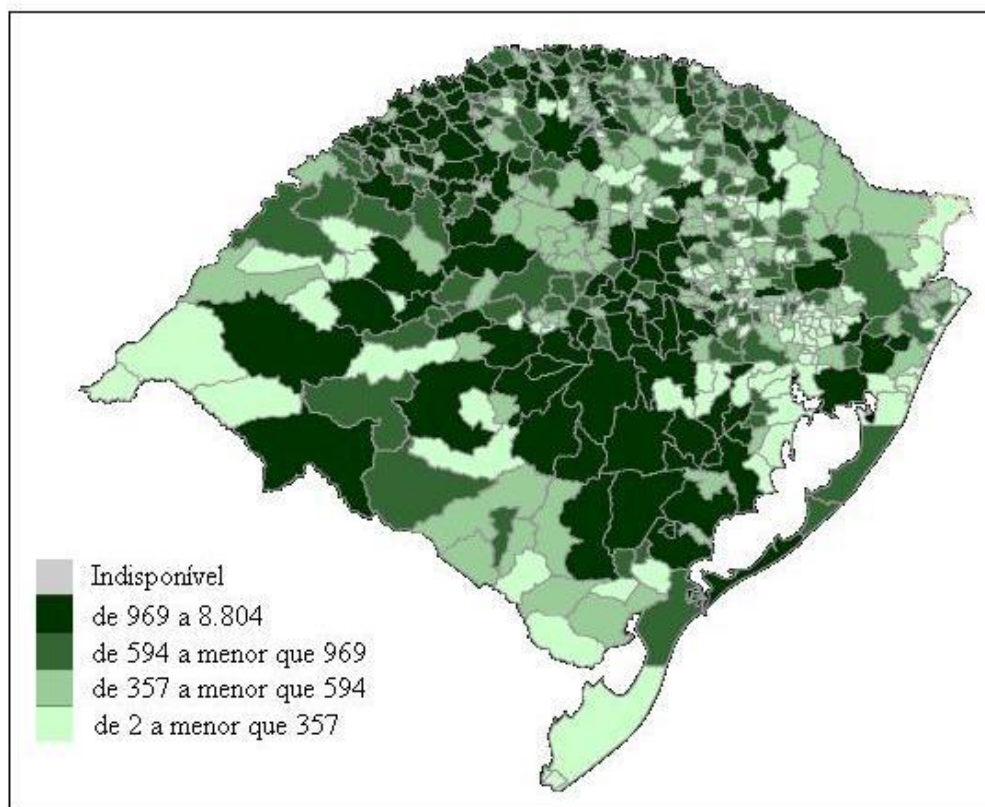 Indisponível
de 969 a 8.804
de 594 a menor que 969
de 357 a menor que 594
de 2 a menor que 357